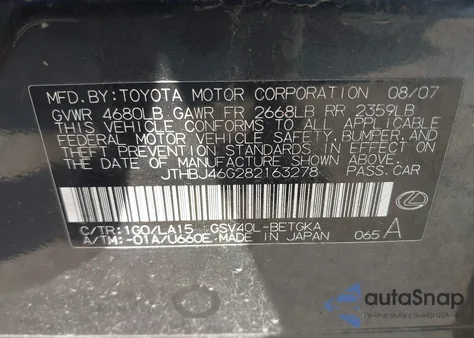 MFD.BY:TOYOTA MOTOR CORPORATION 08/07
GVWR 4680LB GAWR FR 2668LB RR 2359LB
THIS VEHICLE CONFORMS TO ALL APPLICABLE
FEDERAL MOTOR VEHICLE SAFETY, BUMPER, AND
THEFT PREVENTION STANDARDS IN EFFECT ON
THE DATE OF MANUFACTURE SHOWN ABOVE.
JTHBJ46G282163278 PASS.CAR
C/TR:1G0/LA15 GSV40L-BETGKA
A/TM:-01A/U660E MADE IN JAPAN 065 A
autoSnap